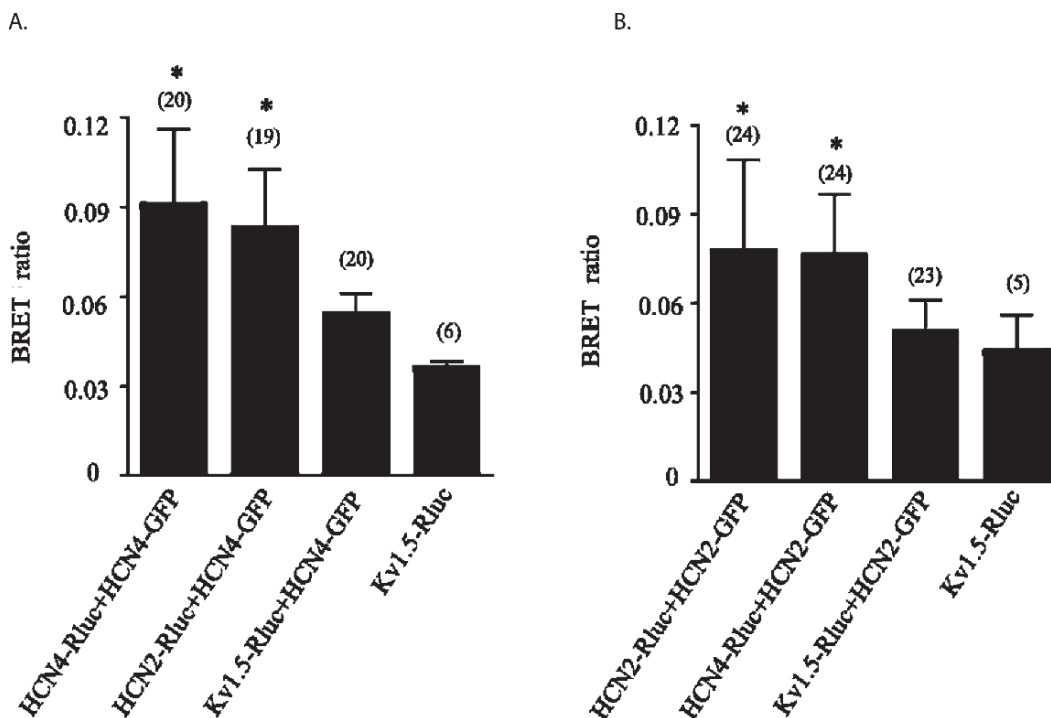 A.
BRET ratio
0.12
0.09
0.06
0.03
0
*
(20)
*
(19)
(20)
(6)
HCN4-Rluc+HCN4-GFP
HCN2-Rluc+HCN4-GFP
Kv1.5-Rluc+HCN4-GFP
Kv1.5-Rluc
B.
BRET ratio
0.12
0.09
0.06
0.03
0
*
(24)
*
(24)
(23)
(5)
HCN2-Rluc+HCN2-GFP
HCN4-Rluc+HCN2-GFP
Kv1.5-Rluc+HCN2-GFP
Kv1.5-Rluc